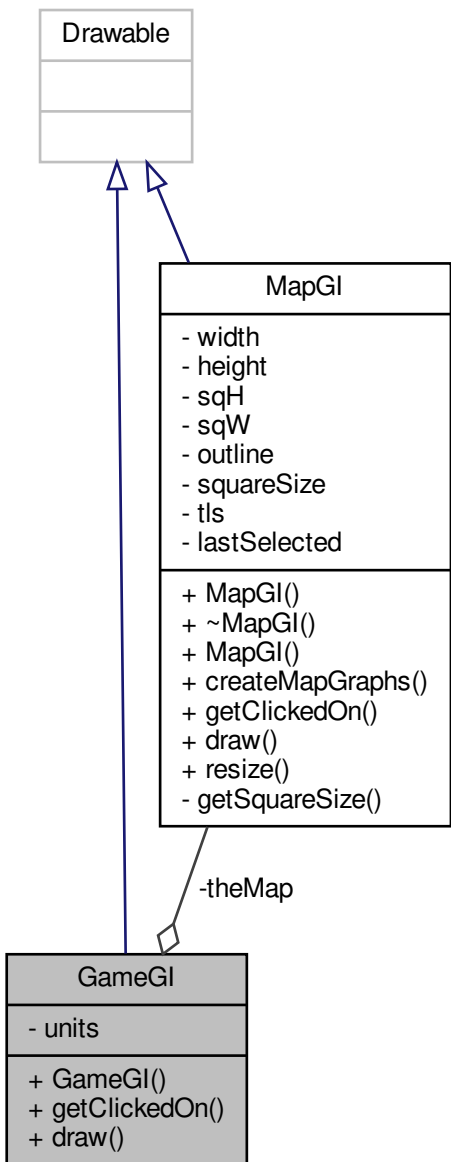 Drawable
MapGI
- width
- height
- sqH
- sqW
- outline
- squareSize
- tls
- lastSelected
+ MapGI()
+ ~MapGI()
+ MapGI()
+ createMapGraphs()
+ getClickedOn()
+ draw()
+ resize()
- getSquareSize()
-theMap
GameGI
- units
+ GameGI()
+ getClickedOn()
+ draw()